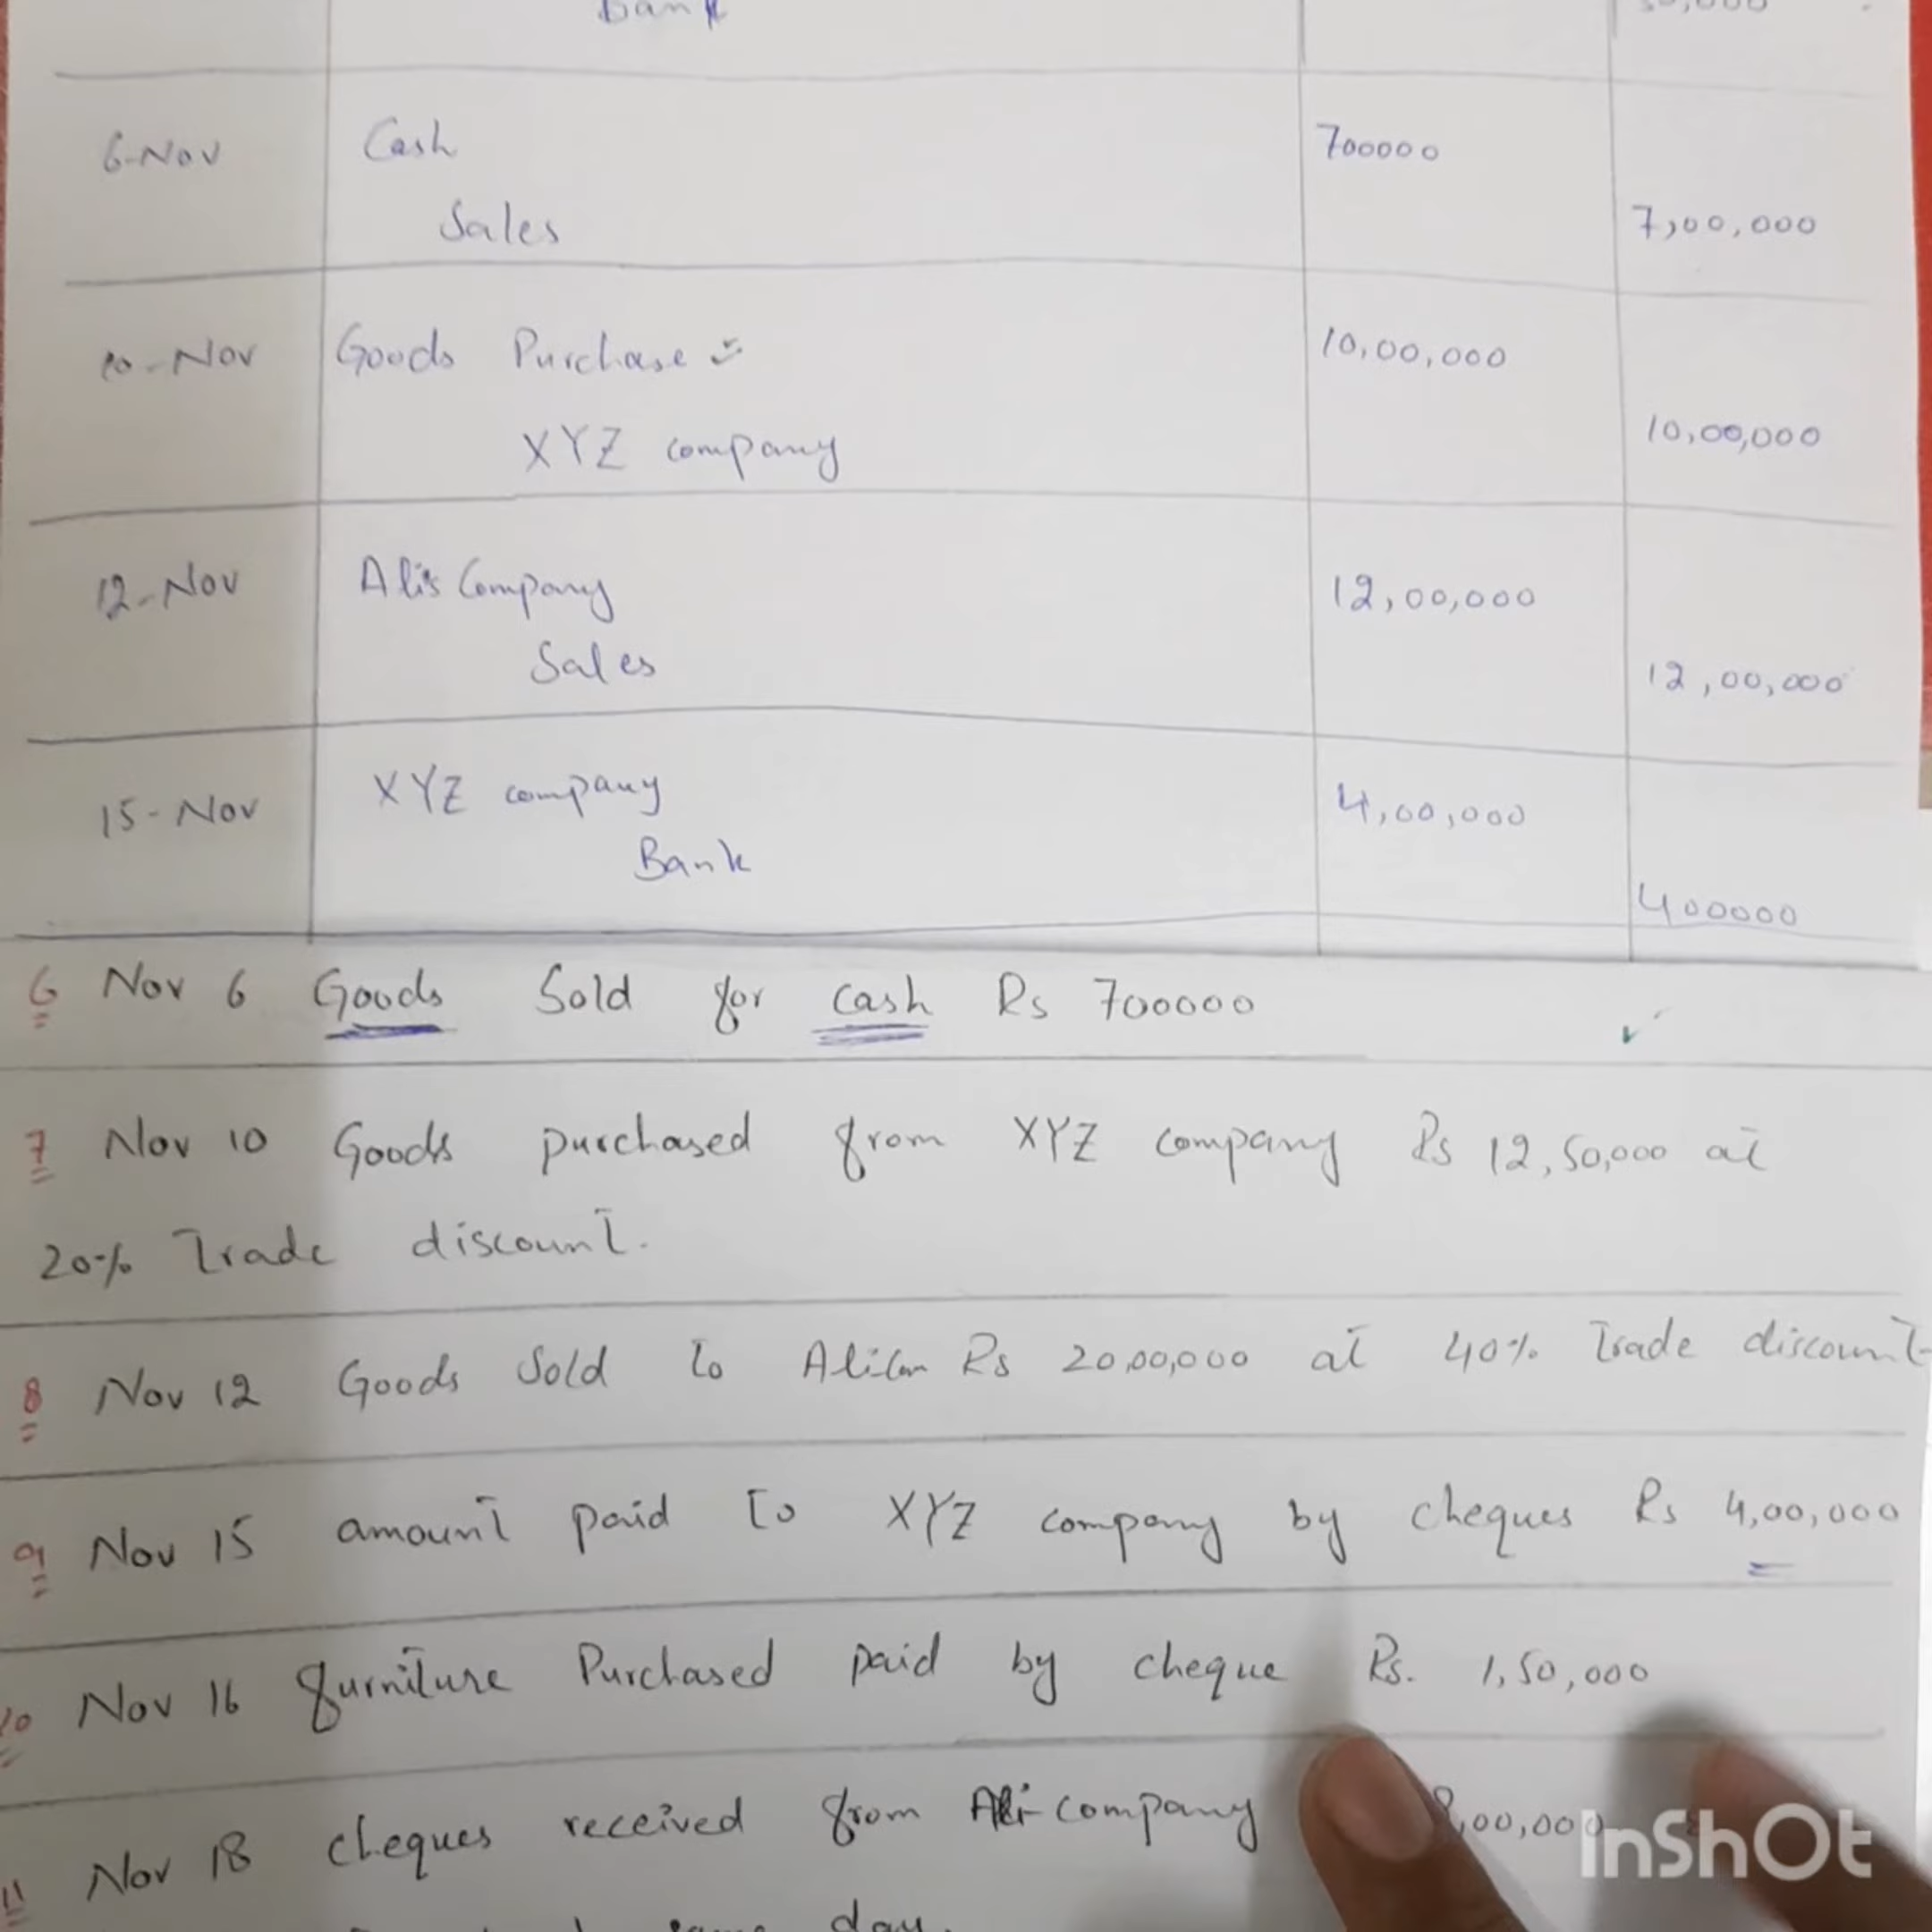 Bank
6-Nov Cash 700000
Sales 7,00,000
10-Nov Goods Purchase 10,00,000
XYZ company 10,00,000
12-Nov Alis Company 12,00,000
Sales 12,00,000
15-Nov XYZ company 4,00,000
Bank 400000
6 Nov 6 Goods Sold for cash Rs 700000
7 Nov 10 Goods purchased from XYZ company Rs 12,50,000 at
20% Trade discount.
8 Nov 12 Goods Sold to Ali Rs 20,00,000 at 40% Trade discount
9 Nov 15 amount paid to XYZ company by cheques Rs 4,00,000
10 Nov 16 furniture Purchased paid by cheque Rs. 1,50,000
11 Nov 18 cheques received from Ali company 8,00,000
day.
InShOt